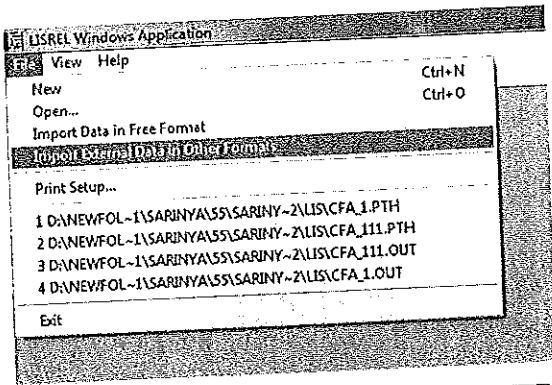 LISREL Windows Application
File View Help
New Ctrl+N
Open... Ctrl+O
Import Data in Free Format
Import External Data in Other Formats
Print Setup...
1 D:\NEWFOL~1\SARINYA\55\SARINY~2\LIS\CFA_1.PTH
2 D:\NEWFOL~1\SARINYA\55\SARINY~2\LIS\CFA_111.PTH
3 D:\NEWFOL~1\SARINYA\55\SARINY~2\LIS\CFA_111.OUT
4 D:\NEWFOL~1\SARINYA\55\SARINY~2\LIS\CFA_1.OUT
Exit